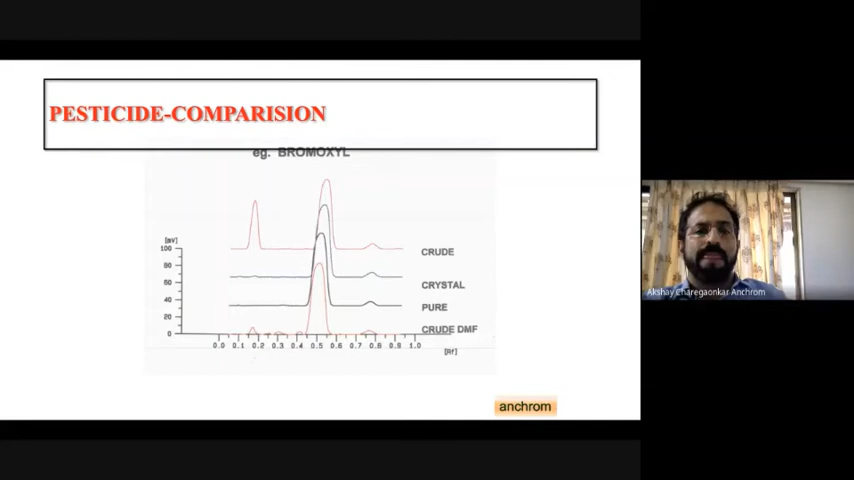 PESTICIDE-COMPARISION
eg. BROMOXYL
[mV]
100
80
60
40
20
0
CRUDE
CRYSTAL
PURE
CRUDE DMF
0.0 0.1 0.2 0.3 0.4 0.5 0.6 0.7 0.8 0.9 1.0
[Rf]
anchrom
Akshay Charegaonkar Anchrom